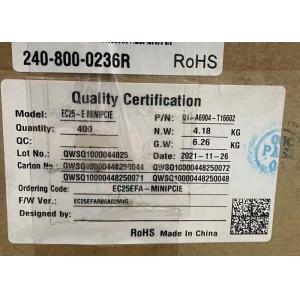 240-800-0236R RoHS
Quality Certification
Model: EC25-E MINIPCIE P/N: Q1-A6904-T16602
Quantity: 400 N.W. 4.18 KG
QC: G.W. 6.26 KG
Lot No.: QWSQ1000044825 Date: 2021-11-26
Carton No.: QWSQ10000448250044 QWSQ10000448250072
QWSQ10000448250071 QWSQ10000448250048
Ordering Code: EC25EFA-MINIPCIE
F/W Ver.: EC25EFAR06A02M4G
Designed by:
RoHS Made in China